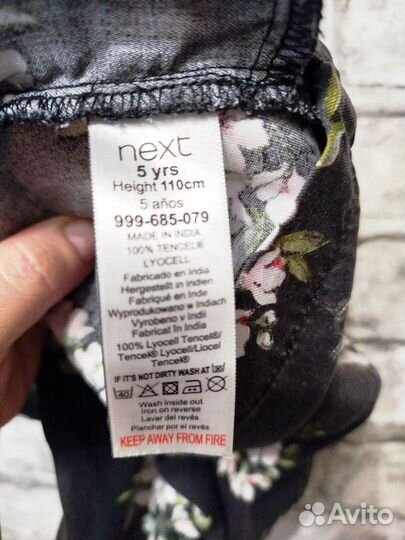 next
5 yrs
Height 110cm
5 años
999-685-079
MADE IN INDIA
100% TENCEL®
LYOCELL
Fabricado en India
Hergestellt in Indien
Fabriqué en Inde
Wyprodukowano w Indiach
Vyrobeno v Indii
Fabricat in India
100% Lyocell Tencel®/
Tencel® Lyocell/Liocel
Tencel®
IF IT'S NOT DIRTY WASH AT 30
40
Wash inside out
Iron on reverse
Lavar del revés.
Planchar por el revés.
KEEP AWAY FROM FIRE
Avito